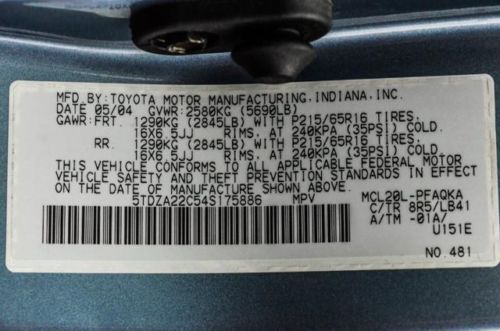 MFD.BY:TOYOTA MOTOR MANUFACTURING,INDIANA,INC.
DATE 05/04 GVWR:2580KG (5690LB)
GAWR:FRT. 1290KG (2845LB) WITH P215/65R16 TIRES,
16X6.5JJ RIMS, AT 240KPA (35PSI) COLD.
RR. 1290KG (2845LB) WITH P215/65R16 TIRES,
16X6.5JJ RIMS, AT 240KPA (35PSI) COLD.
THIS VEHICLE CONFORMS TO ALL APPLICABLE FEDERAL MOTOR
VEHICLE SAFETY AND THEFT PREVENTION STANDARDS IN EFFECT
ON THE DATE OF MANUFACTURE SHOWN ABOVE.
5TDZA22C54S175886 MPV MCL20L-PFAQKA
C/TR 8R5/LB41
A/TM -01A/
U151E
NO.481